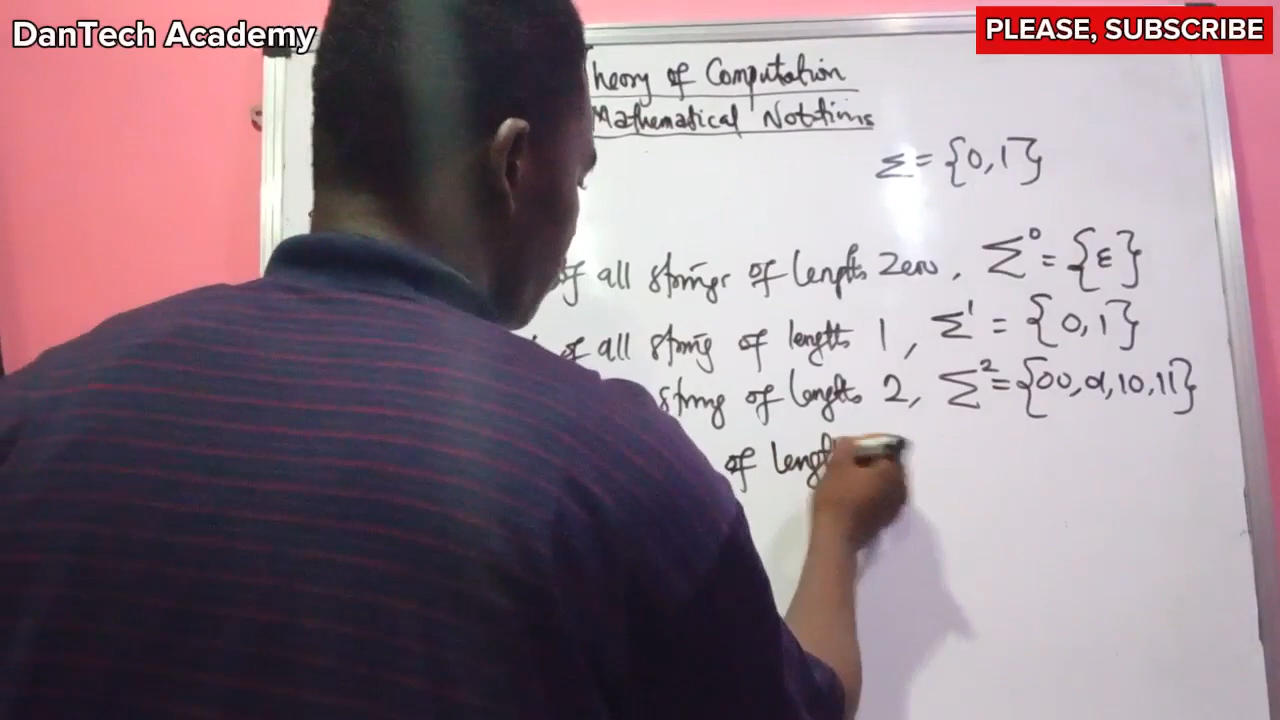 DanTech Academy
PLEASE, SUBSCRIBE
heory of Computation
Mathematical Notations
Σ = {0,1}
of all strings of length Zero, Σ⁰ = {ε}
of all string of length 1, Σ¹ = {0,1}
string of length 2, Σ² = {00,01,10,11}
of length